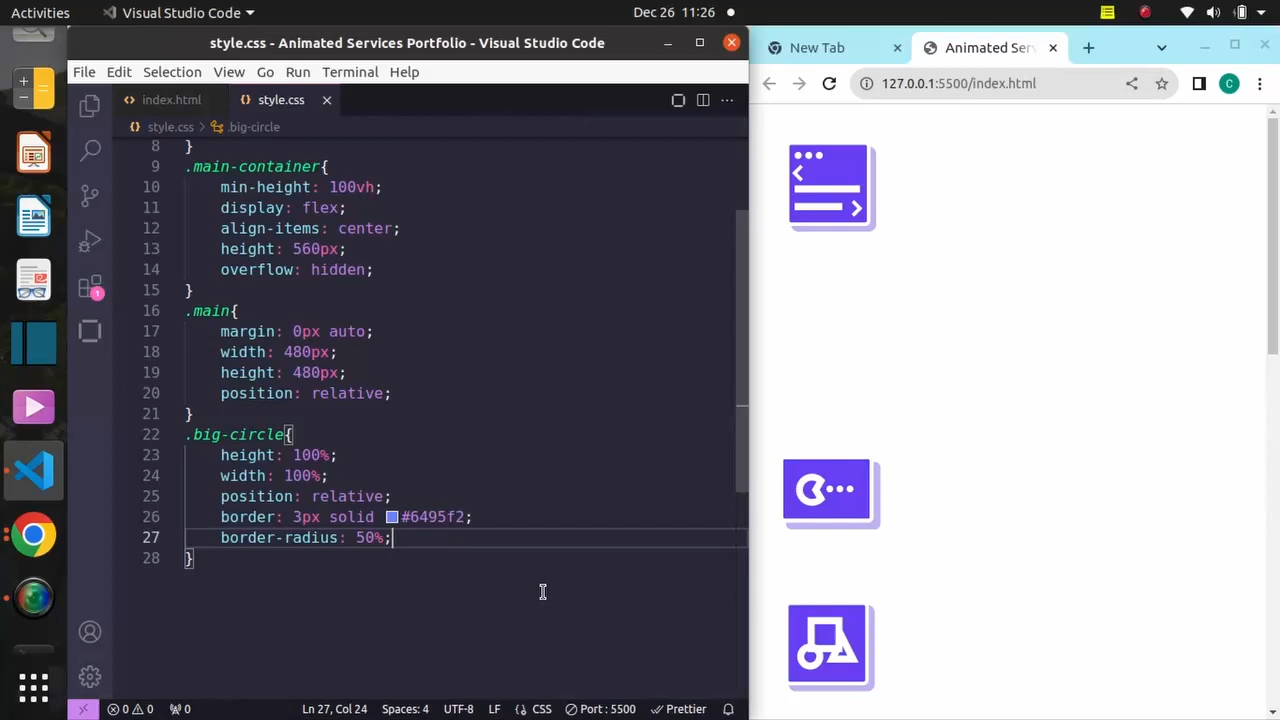 Activities
Visual Studio Code
Dec 26 11:26
style.css - Animated Services Portfolio - Visual Studio Code
File Edit Selection View Go Run Terminal Help
index.html
style.css
style.css > .big-circle
8 }
9 .main-container{
10 min-height: 100vh;
11 display: flex;
12 align-items: center;
13 height: 560px;
14 overflow: hidden;
15 }
16 .main{
17 margin: 0px auto;
18 width: 480px;
19 height: 480px;
20 position: relative;
21 }
22 .big-circle{
23 height: 100%;
24 width: 100%;
25 position: relative;
26 border: 3px solid #6495f2;
27 border-radius: 50%;
28 }
1
0 0 0
Ln 27, Col 24
Spaces: 4
UTF-8
LF
CSS
Port : 5500
Prettier
New Tab
Animated Ser
127.0.0.1:5500/index.html
C